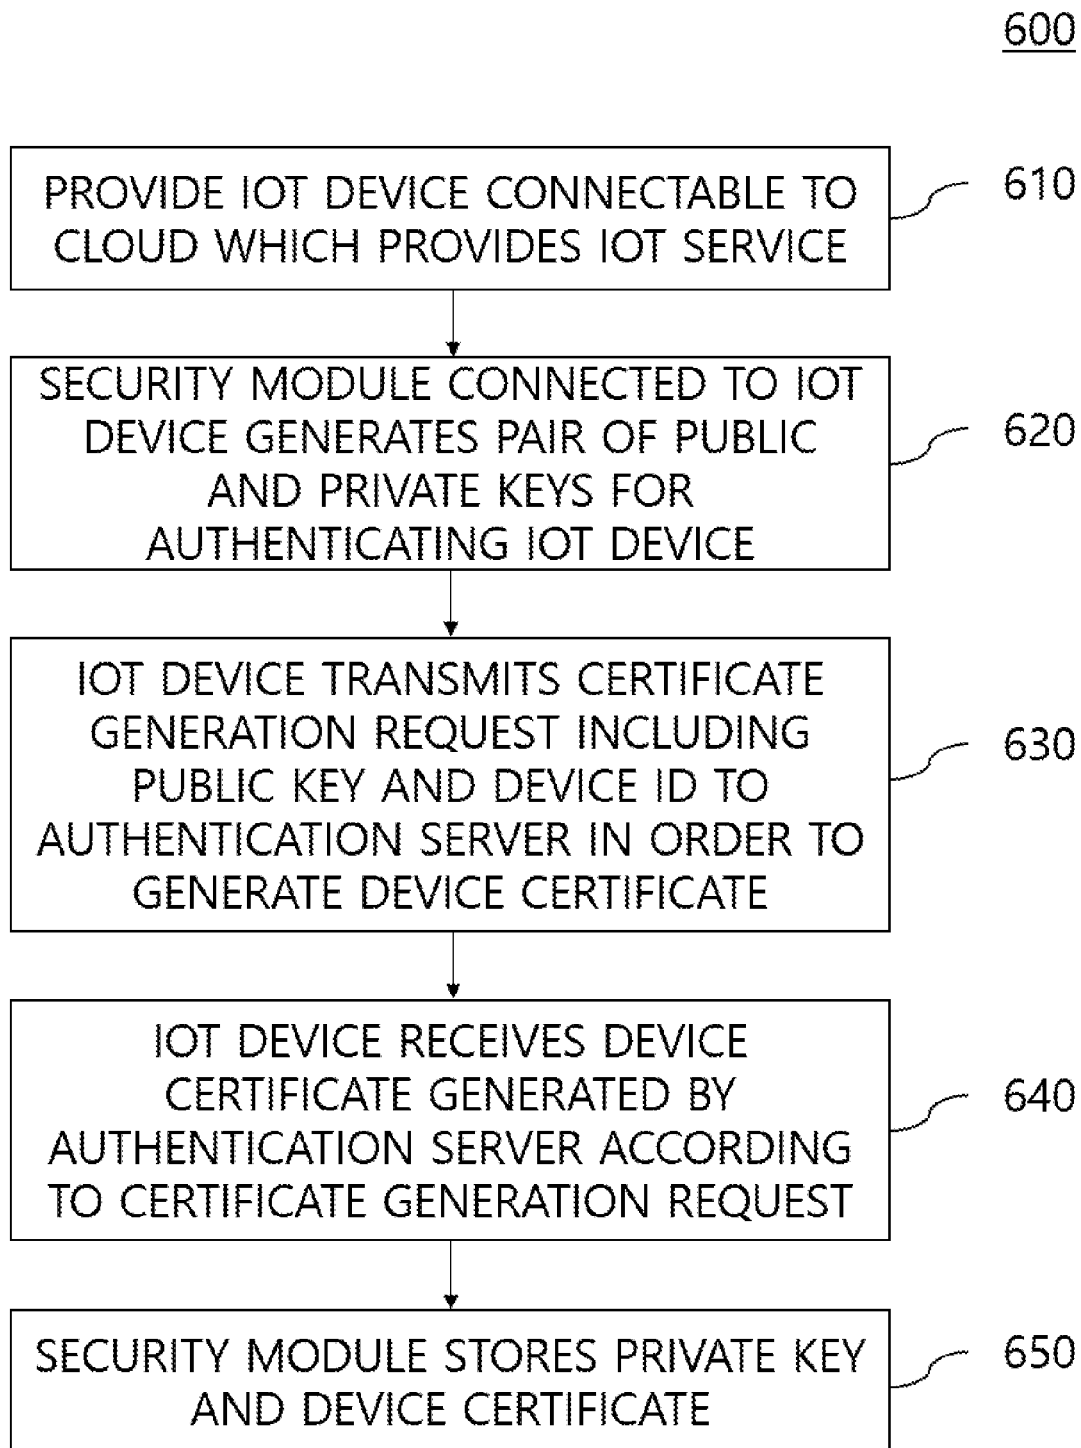 600
PROVIDE IOT DEVICE CONNECTABLE TO
CLOUD WHICH PROVIDES IOT SERVICE
610
SECURITY MODULE CONNECTED TO IOT
DEVICE GENERATES PAIR OF PUBLIC
AND PRIVATE KEYS FOR
AUTHENTICATING IOT DEVICE
620
IOT DEVICE TRANSMITS CERTIFICATE
GENERATION REQUEST INCLUDING
PUBLIC KEY AND DEVICE ID TO
AUTHENTICATION SERVER IN ORDER TO
GENERATE DEVICE CERTIFICATE
630
IOT DEVICE RECEIVES DEVICE
CERTIFICATE GENERATED BY
AUTHENTICATION SERVER ACCORDING
TO CERTIFICATE GENERATION REQUEST
640
SECURITY MODULE STORES PRIVATE KEY
AND DEVICE CERTIFICATE
650